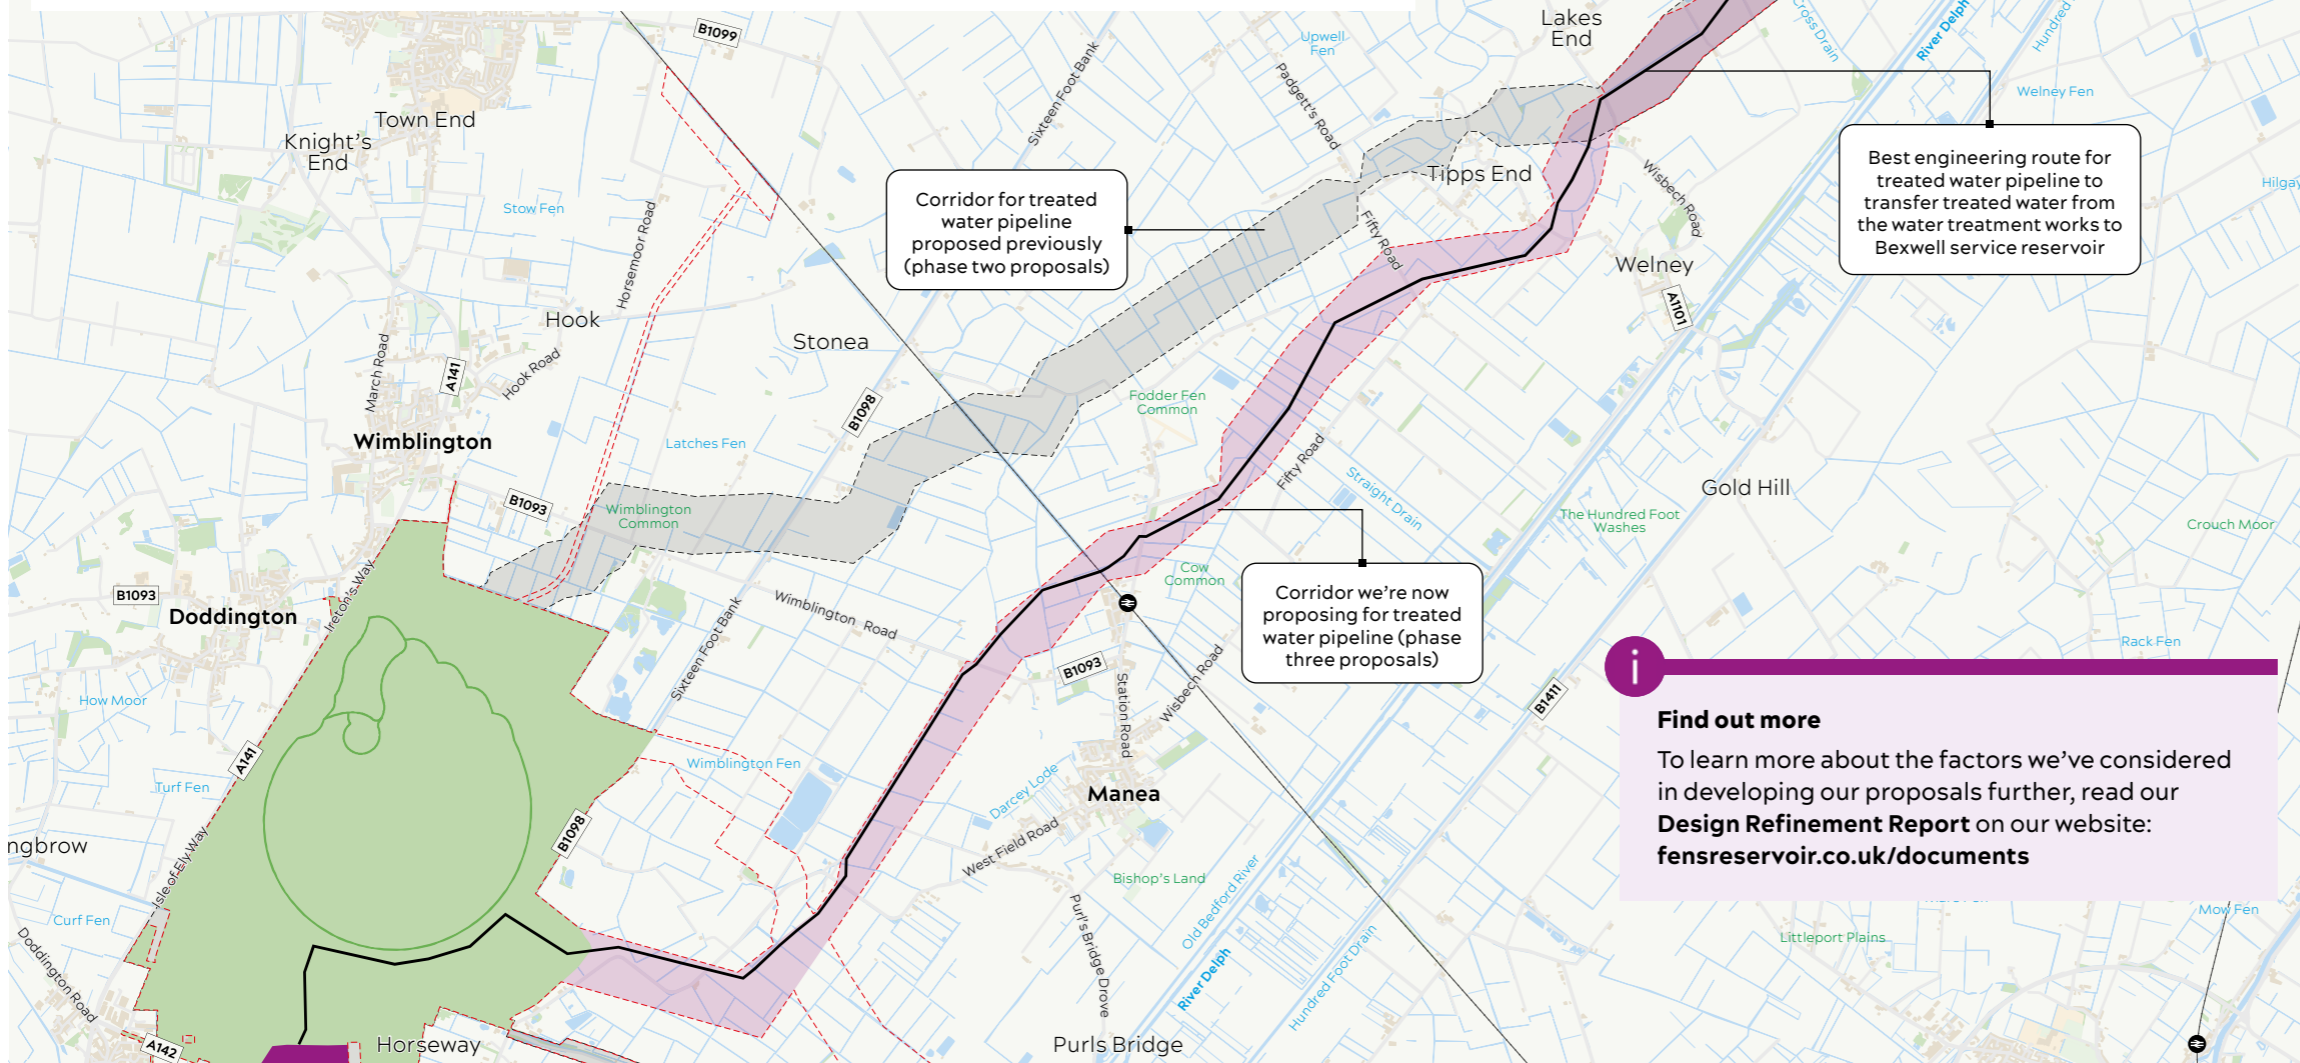 Lakes
End
Cross Drain
River Delph
Hundred
B1099
Upwell
Fen
Sixteen Foot Bank
Padgett's Road
Welney Fen
Town End
Knight's
End
Best engineering route for
treated water pipeline to
transfer treated water from
the water treatment works to
Bexwell service reservoir
Tipps End
Wisbech Road
Hilgay
Corridor for treated
water pipeline
proposed previously
(phase two proposals)
Stow Fen
Horsemoor Road
Fifty Road
Welney
A1101
Hook
Stonea
March Road
A141
Hook Road
B1098
Fodder Fen
Common
Wimblington
Latches Fen
Fifty Road
Straight Drain
Gold Hill
B1093
Wimblington
Common
The Hundred Foot
Washes
Crouch Moor
Cow
Common
Corridor we’re now
proposing for treated
water pipeline (phase
three proposals)
B1093
Doddington
Ireton's Way
Wimblington Road
Sixteen Foot Bank
B1093
Station Road
Wisbech Road
Rack Fen
How Moor
B1411
i
Find out more
To learn more about the factors we’ve considered
in developing our proposals further, read our
Design Refinement Report on our website:
fensreservoir.co.uk/documents
A141
Wimblington Fen
Turf Fen
Darcey Lode
Manea
B1098
ngbrow
West Field Road
Isle of Ely Way
Bishop's Land
Old Bedford River
Curf Fen
Purl's Bridge Drove
Mow Fen
Doddington Road
Littleport Plains
River Delph
Hundred Foot Drain
A142
Horseway
Purls Bridge